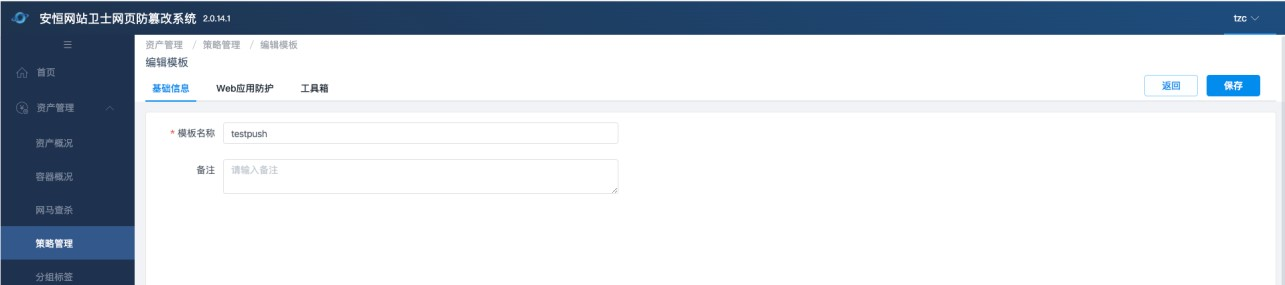 安恒网站卫士网页防篡改系统 2.0.14.1
tzc
资产管理 / 策略管理 / 编辑模板
编辑模板
首页
基础信息 Web应用防护 工具箱
返回 保存
资产管理
* 模板名称 testpush
资产概况
备注 请输入备注
容器概况
网马查杀
策略管理
分组标签